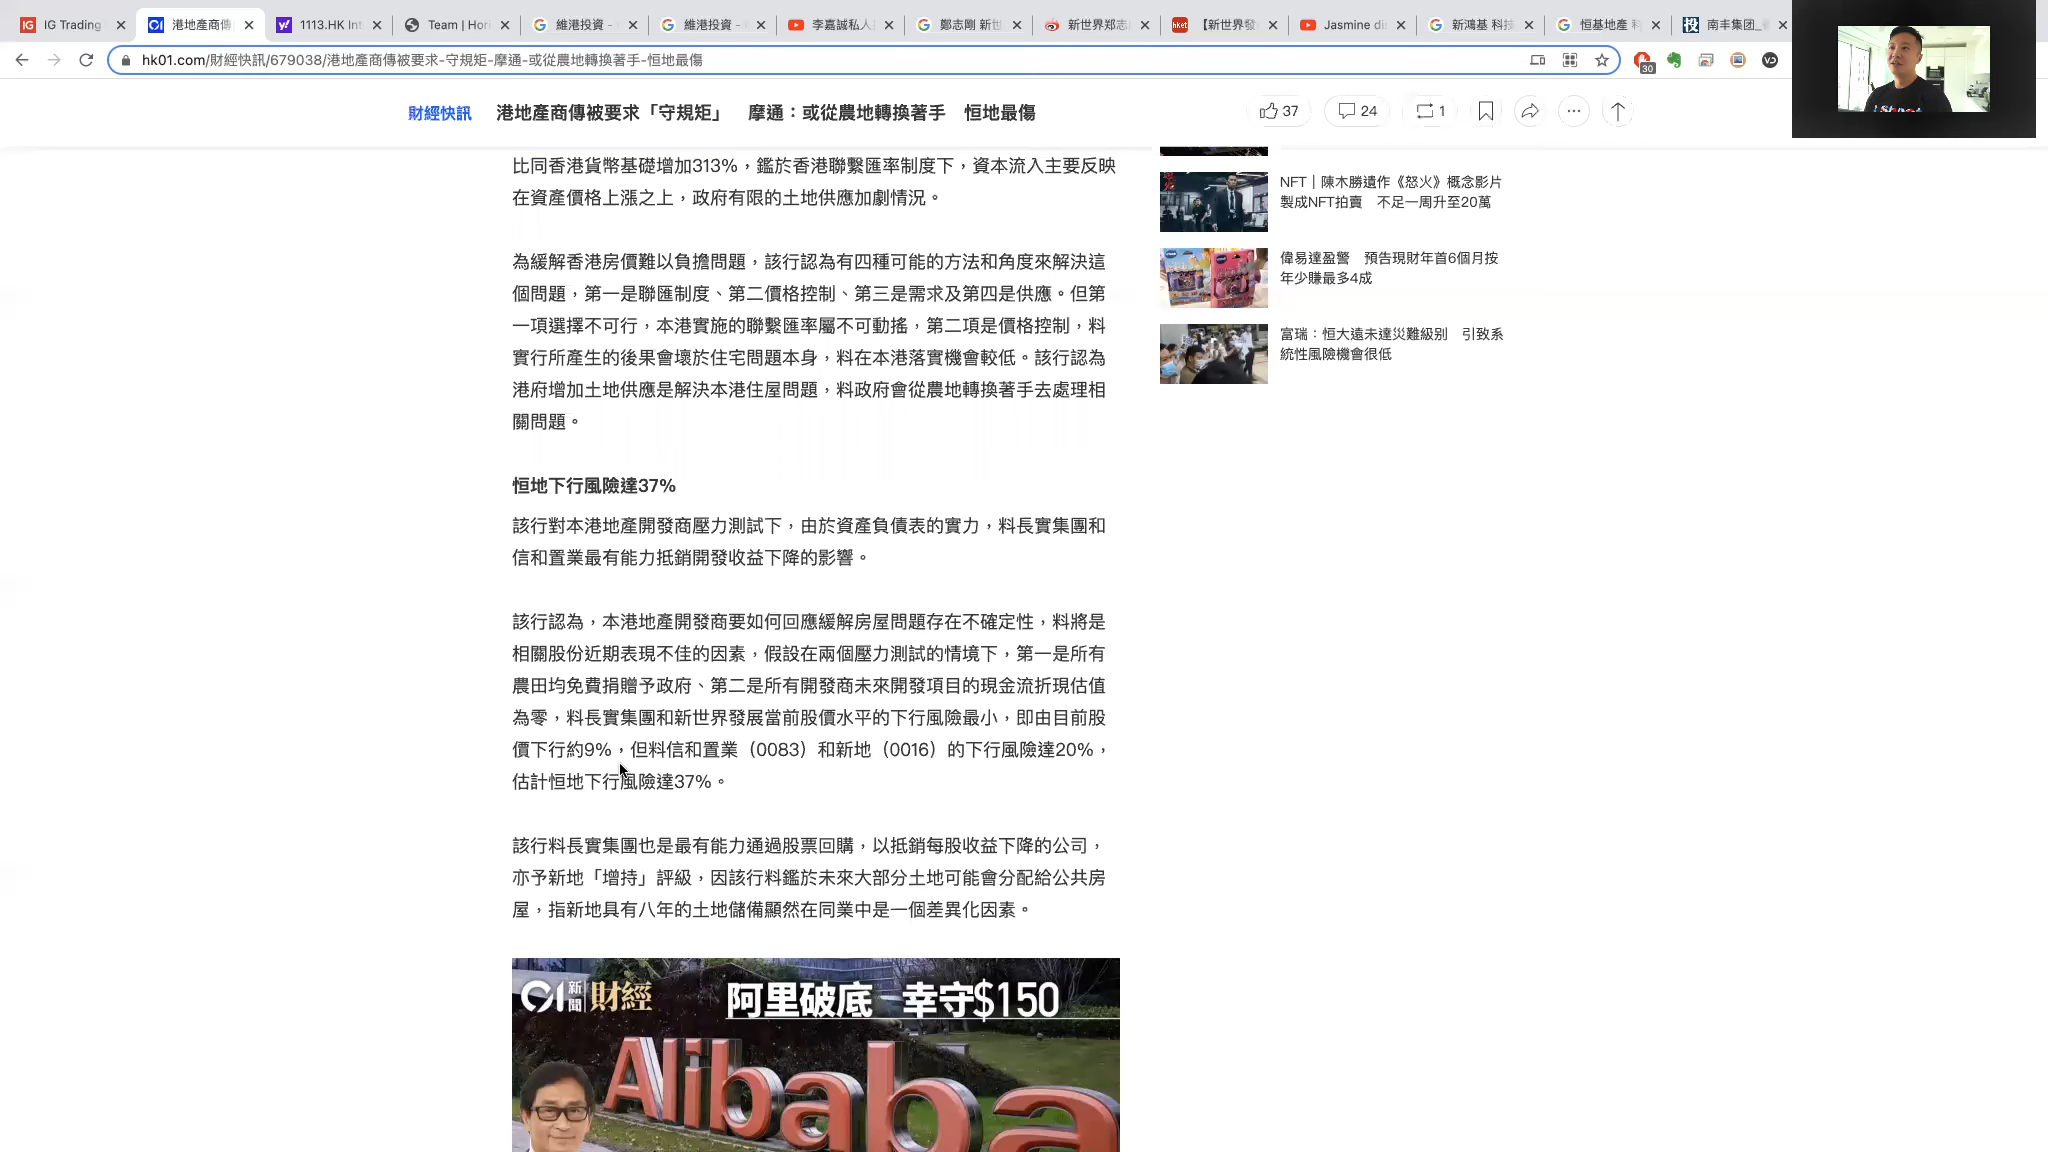 IG Trading
港地產商傳
1113.HK Int
Team | Hori
維港投資 -
維港投資 -
李嘉誠私人
鄭志剛 新世
新世界郑志
【新世界發
Jasmine di
新鴻基 科技
恒基地產 科
南丰集团_
hk01.com/財經快訊/679038/港地產商傳被要求-守規矩-摩通-或從農地轉換著手-恒地最傷
30
財經快訊 港地產商傳被要求「守規矩」 摩通：或從農地轉換著手 恒地最傷
37
24
1
比同香港貨幣基礎增加313%，鑑於香港聯繫匯率制度下，資本流入主要反映
在資產價格上漲之上，政府有限的土地供應加劇情況。
為緩解香港房價難以負擔問題，該行認為有四種可能的方法和角度來解決這
個問題，第一是聯匯制度、第二價格控制、第三是需求及第四是供應。但第
一項選擇不可行，本港實施的聯繫匯率屬不可動搖，第二項是價格控制，料
實行所產生的後果會壞於住宅問題本身，料在本港落實機會較低。該行認為
港府增加土地供應是解決本港住屋問題，料政府會從農地轉換著手去處理相
關問題。
恒地下行風險達37%
該行對本港地產開發商壓力測試下，由於資產負債表的實力，料長實集團和
信和置業最有能力抵銷開發收益下降的影響。
該行認為，本港地產開發商要如何回應緩解房屋問題存在不確定性，料將是
相關股份近期表現不佳的因素，假設在兩個壓力測試的情境下，第一是所有
農田均免費捐贈予政府、第二是所有開發商未來開發項目的現金流折現估值
為零，料長實集團和新世界發展當前股價水平的下行風險最小，即由目前股
價下行約9%，但料信和置業（0083）和新地（0016）的下行風險達20%，
估計恒地下行風險達37%。
該行料長實集團也是最有能力通過股票回購，以抵銷每股收益下降的公司，
亦予新地「增持」評級，因該行料鑑於未來大部分土地可能會分配給公共房
屋，指新地具有八年的土地儲備顯然在同業中是一個差異化因素。
01 新聞 財經 阿里破底 幸守$150
Alibaba
NFT｜陳木勝遺作《怒火》概念影片
製成NFT拍賣 不足一周升至20萬
偉易達盈警 預告現財年首6個月按
年少賺最多4成
富瑞：恒大遠未達災難級別 引致系
統性風險機會很低